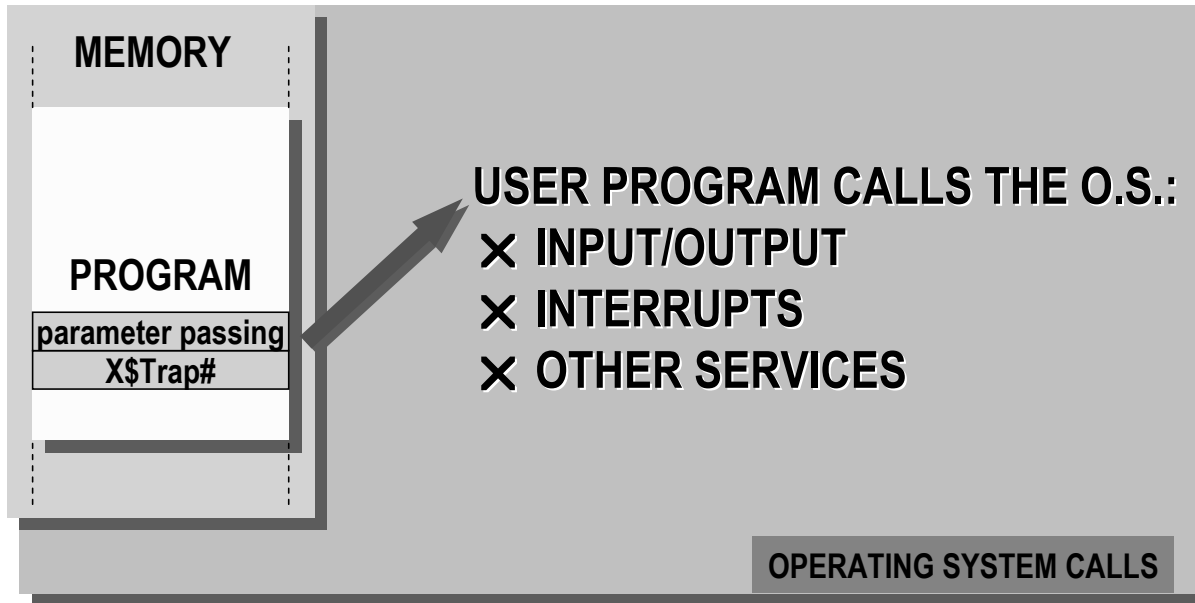 MEMORY
PROGRAM
parameter passing
X$Trap#
USER PROGRAM CALLS THE O.S.:
✕ INPUT/OUTPUT
✕ INTERRUPTS
✕ OTHER SERVICES
OPERATING SYSTEM CALLS